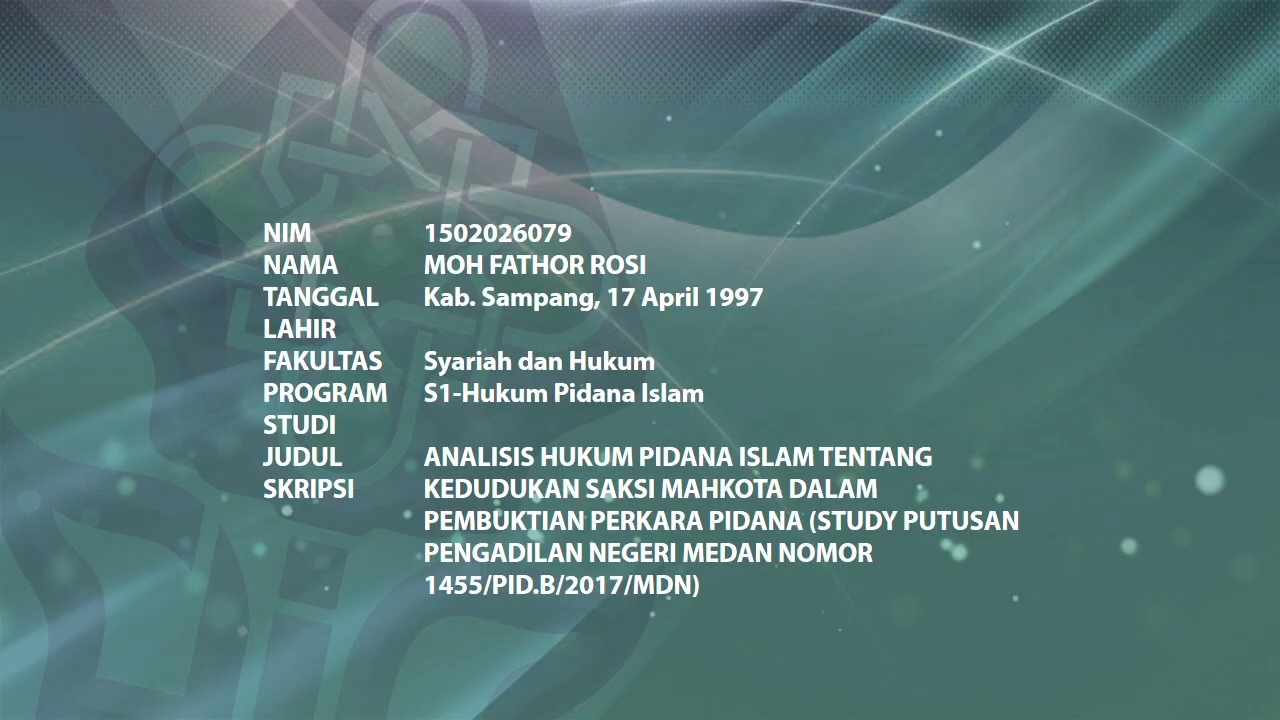 NIM 1502026079
NAMA MOH FATHOR ROSI
TANGGAL Kab. Sampang, 17 April 1997
LAHIR
FAKULTAS Syariah dan Hukum
PROGRAM S1-Hukum Pidana Islam
STUDI
JUDUL ANALISIS HUKUM PIDANA ISLAM TENTANG
SKRIPSI KEDUDUKAN SAKSI MAHKOTA DALAM
PEMBUKTIAN PERKARA PIDANA (STUDY PUTUSAN
PENGADILAN NEGERI MEDAN NOMOR
1455/PID.B/2017/MDN)